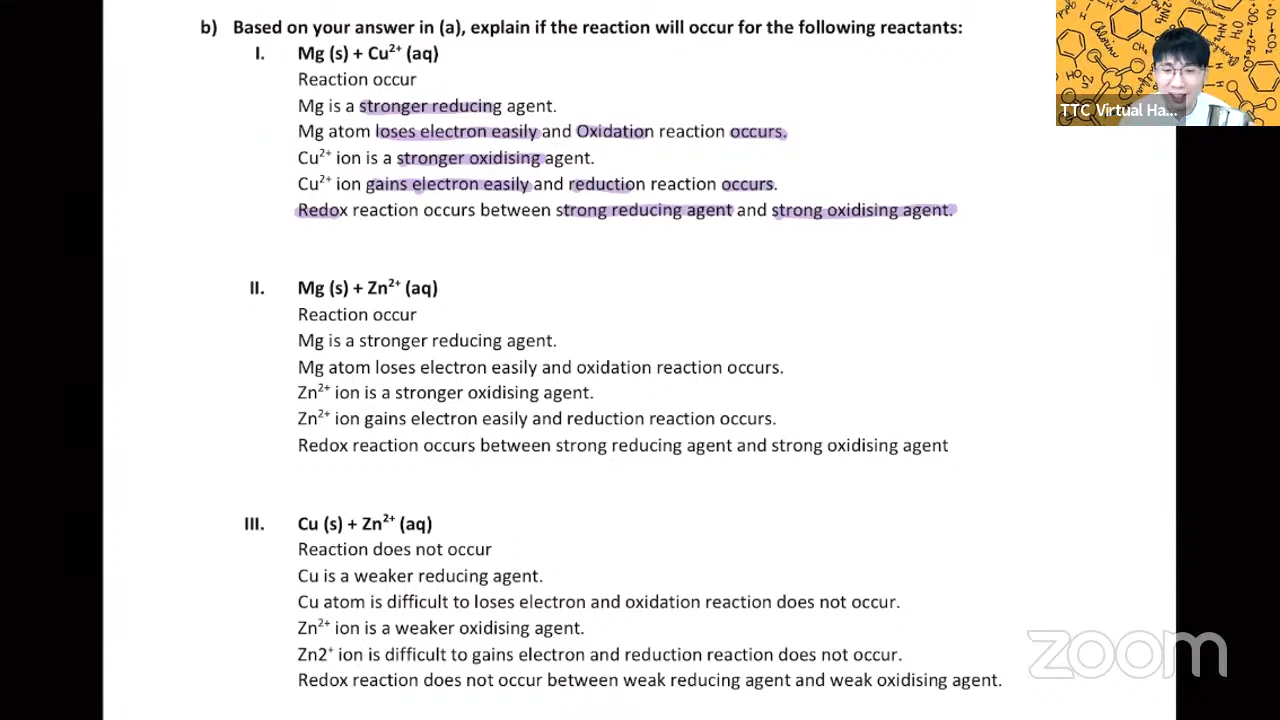 b) Based on your answer in (a), explain if the reaction will occur for the following reactants:
I. Mg (s) + Cu²⁺ (aq)
Reaction occur
Mg is a stronger reducing agent.
Mg atom loses electron easily and Oxidation reaction occurs.
Cu²⁺ ion is a stronger oxidising agent.
Cu²⁺ ion gains electron easily and reduction reaction occurs.
Redox reaction occurs between strong reducing agent and strong oxidising agent.
II. Mg (s) + Zn²⁺ (aq)
Reaction occur
Mg is a stronger reducing agent.
Mg atom loses electron easily and oxidation reaction occurs.
Zn²⁺ ion is a stronger oxidising agent.
Zn²⁺ ion gains electron easily and reduction reaction occurs.
Redox reaction occurs between strong reducing agent and strong oxidising agent
III. Cu (s) + Zn²⁺ (aq)
Reaction does not occur
Cu is a weaker reducing agent.
Cu atom is difficult to loses electron and oxidation reaction does not occur.
Zn²⁺ ion is a weaker oxidising agent.
Zn2⁺ ion is difficult to gains electron and reduction reaction does not occur.
Redox reaction does not occur between weak reducing agent and weak oxidising agent.
TTC Virtual Ha...
zoom